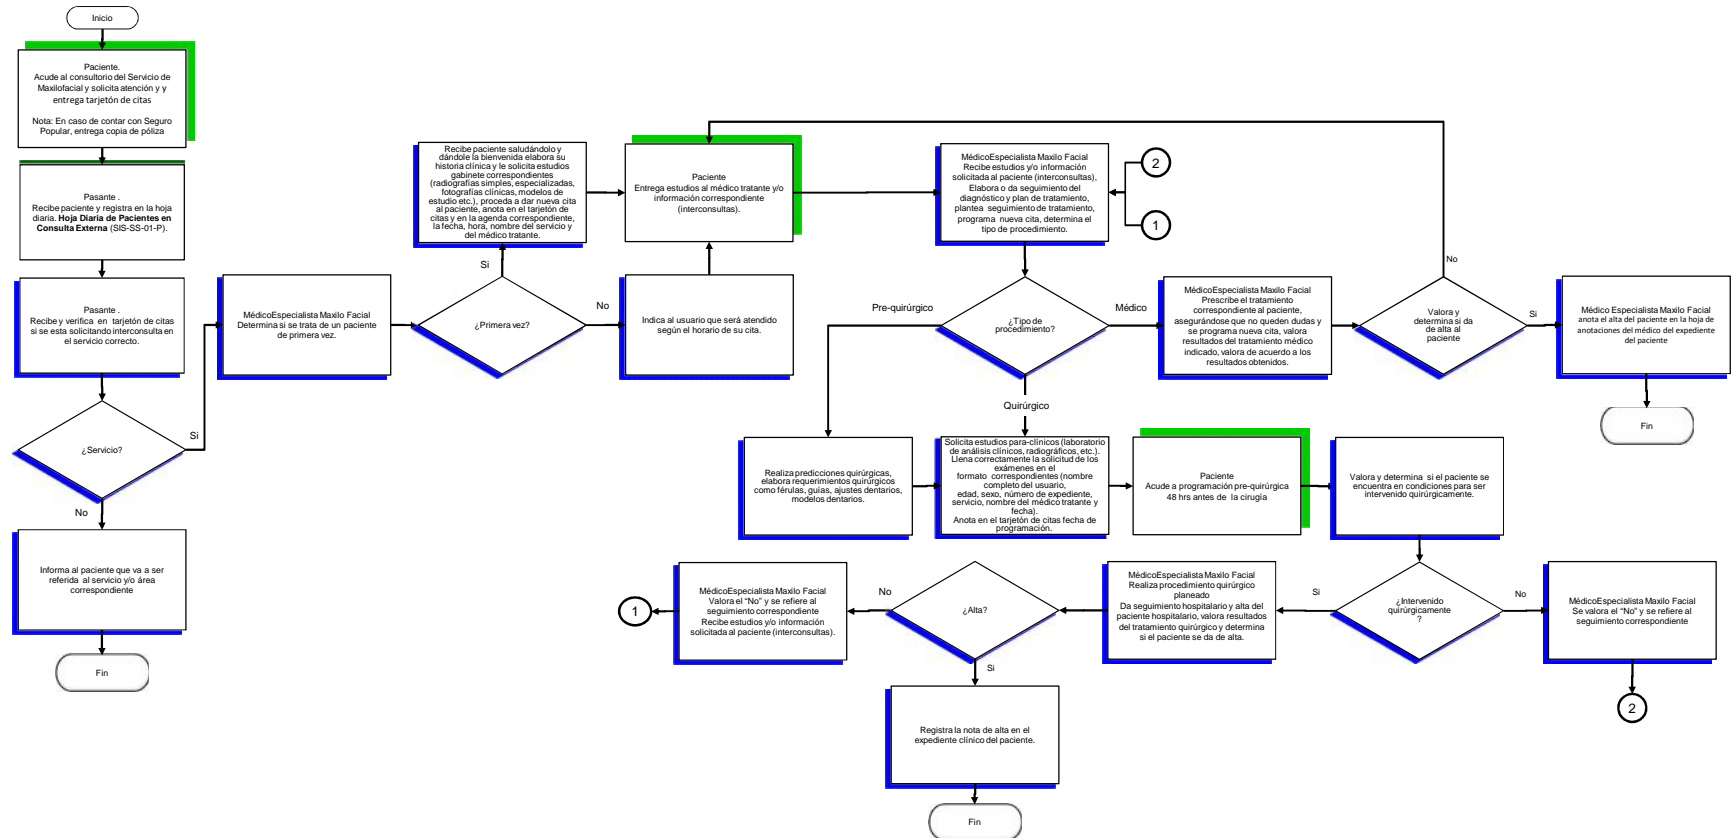 Inicio
Paciente.
Acude al consultorio del Servicio de
Maxilofacial y solicita atención y y
entrega tarjetón de citas
Nota: En caso de contar con Seguro
Popular, entrega copia de póliza
Pasante .
Recibe paciente y registra en la hoja
diaria. Hoja Diaria de Pacientes en
Consulta Externa (SIS-SS-01-P).
Pasante .
Recibe y verifica en tarjetón de citas
si se esta solicitando interconsulta en
el servicio correcto.
¿Servicio?
Si
No
Informa al paciente que va a ser
referida al servicio y/o área
correspondiente
Fin
MédicoEspecialista Maxilo Facial
Determina si se trata de un paciente
de primera vez.
¿Primera vez?
Si
No
Recibe paciente saludándolo y
dándole la bienvenida elabora su
historia clínica y le solicita estudios
gabinete correspondientes
(radiografías simples, especializadas,
fotografías clínicas, modelos de
estudio etc.), proceda a dar nueva cita
al paciente, anota en el tarjetón de
citas y en la agenda correspondiente,
la fecha, hora, nombre del servicio y
del médico tratante.
Indica al usuario que será atendido
según el horario de su cita.
Paciente
Entrega estudios al médico tratante y/o
información correspondiente
(interconsultas).
MédicoEspecialista Maxilo Facial
Recibe estudios y/o información
solicitada al paciente (interconsultas),
Elabora o da seguimiento del
diagnóstico y plan de tratamiento,
plantea seguimiento de tratamiento,
programa nueva cita, determina el
tipo de procedimiento.
2
1
¿Tipo de
procedimiento?
Pre-quirúrgico
Médico
Quirúrgico
MédicoEspecialista Maxilo Facial
Prescribe el tratamiento
correspondiente al paciente,
asegurándose que no queden dudas y
se programa nueva cita, valora
resultados del tratamiento médico
indicado, valora de acuerdo a los
resultados obtenidos.
Valora y
determina si da
de alta al
paciente
No
Si
Médico Especialista Maxilo Facial
anota el alta del paciente en la hoja de
anotaciones del médico del expediente
del paciente
Fin
Realiza predicciones quirúrgicas,
elabora requerimientos quirúrgicos
como férulas, guías, ajustes dentarios,
modelos dentarios.
Solicita estudios para-clínicos (laboratorio
de análisis clínicos, radiográficos, etc.).
Llena correctamente la solicitud de los
exámenes en el
formato correspondientes (nombre
completo del usuario,
edad, sexo, número de expediente,
servicio, nombre del médico tratante y
fecha).
Anota en el tarjetón de citas fecha de
programación.
Paciente
Acude a programación pre-quirúrgica
48 hrs antes de la cirugía
Valora y determina si el paciente se
encuentra en condiciones para ser
intervenido quirúrgicamente.
¿Intervenido
quirúrgicamente
?
Si
No
MédicoEspecialista Maxilo Facial
Se valora el “No” y se refiere al
seguimiento correspondiente
2
MédicoEspecialista Maxilo Facial
Realiza procedimiento quirúrgico
planeado
Da seguimiento hospitalario y alta del
paciente hospitalario, valora resultados
del tratamiento quirúrgico y determina
si el paciente se da de alta.
¿Alta?
No
Si
MédicoEspecialista Maxilo Facial
Valora el “No” y se refiere al
seguimiento correspondiente
Recibe estudios y/o información
solicitada al paciente (interconsultas).
1
Registra la nota de alta en el
expediente clínico del paciente.
Fin